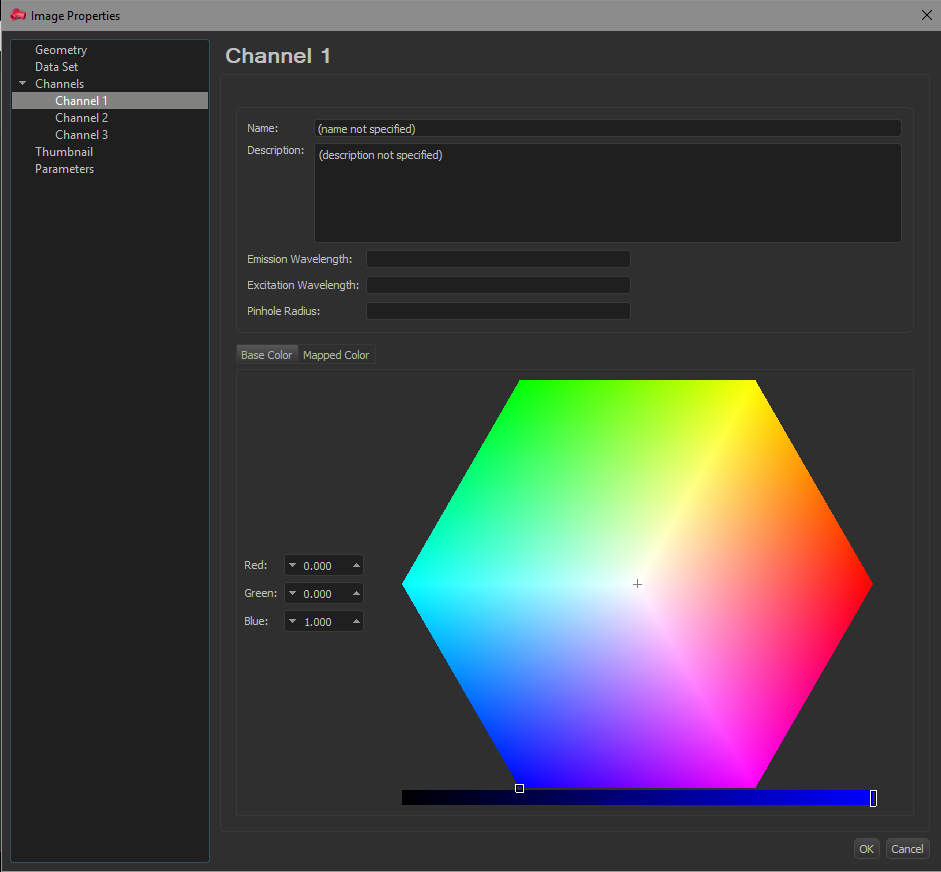 Image Properties
Geometry
Data Set
Channels
Channel 1
Channel 2
Channel 3
Thumbnail
Parameters
Channel 1
Name: (name not specified)
Description: (description not specified)
Emission Wavelength:
Excitation Wavelength:
Pinhole Radius:
Base Color Mapped Color
Red: 0.000
Green: 0.000
Blue: 1.000
OK Cancel